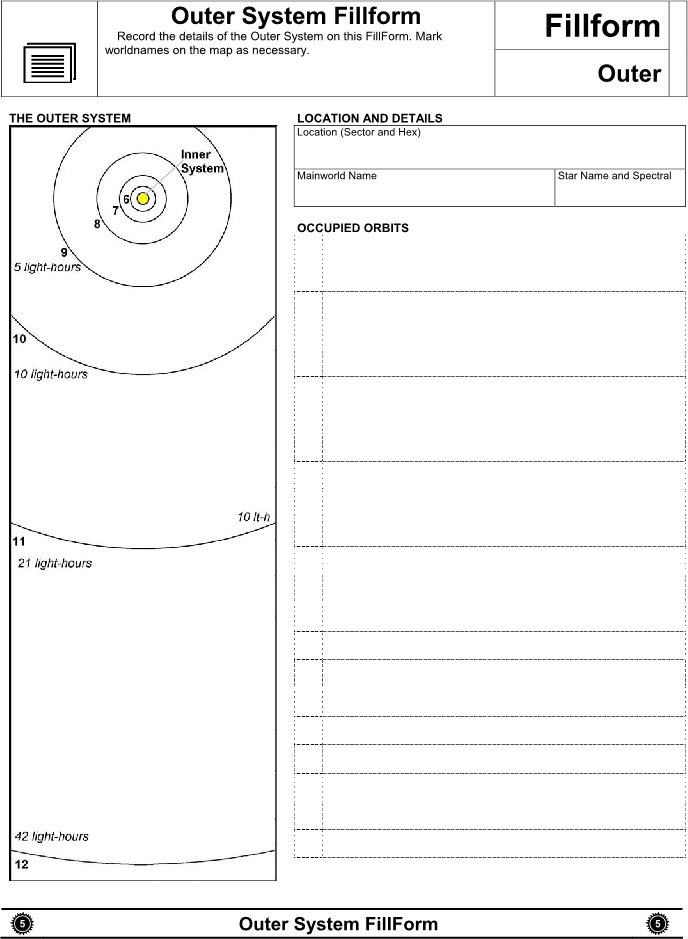 Outer System Fillform
Record the details of the Outer System on this FillForm. Mark
worldnames on the map as necessary.
Fillform
Outer
THE OUTER SYSTEM
Inner
System
6
7
8
9
5 light-hours
10
10 light-hours
10 lt-h
11
21 light-hours
42 light-hours
12
LOCATION AND DETAILS
Location (Sector and Hex)
Mainworld Name
Star Name and Spectral
OCCUPIED ORBITS
5
Outer System FillForm
5